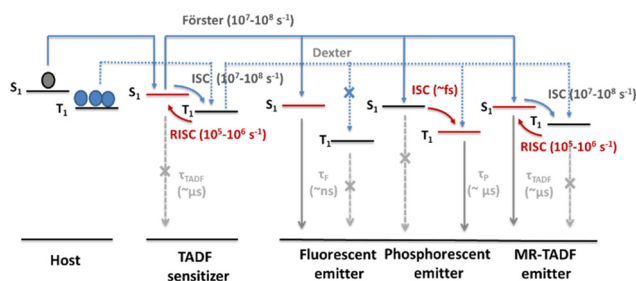 Förster (10⁷-10⁸ s⁻¹)
Dexter
S₁
T₁
S₁
ISC (10⁷-10⁸ s⁻¹)
T₁
RISC (10⁵-10⁶ s⁻¹)
τTADF
(~μs)
S₁
T₁
τF
(~ns)
S₁
ISC (~fs)
T₁
τP
(~ μs)
S₁
ISC (10⁷-10⁸ s⁻¹)
T₁
RISC (10⁵-10⁶ s⁻¹)
τTADF
(~μs)
Host
TADF
sensitizer
Fluorescent
emitter
Phosphorescent
emitter
MR-TADF
emitter